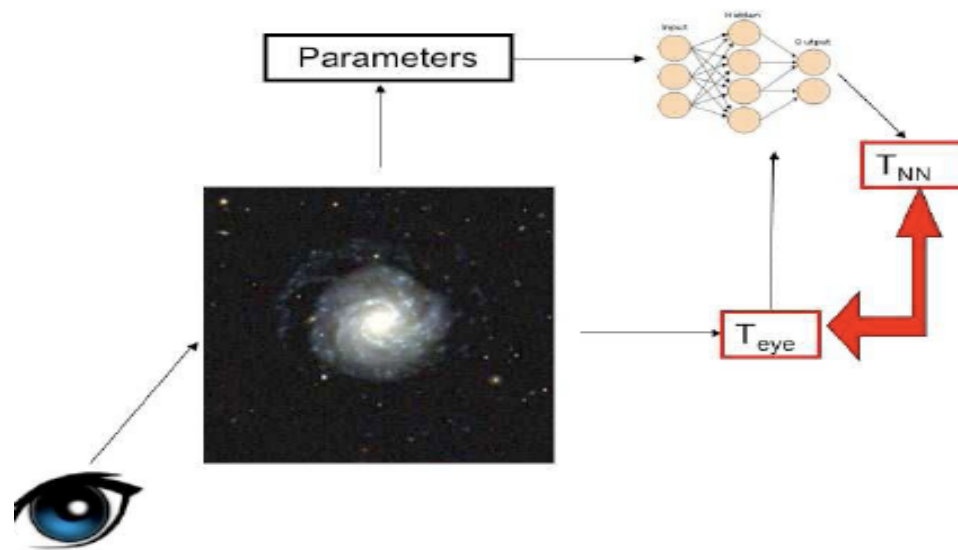 Hidden
Input
Output
Parameters
T_NN
T_eye